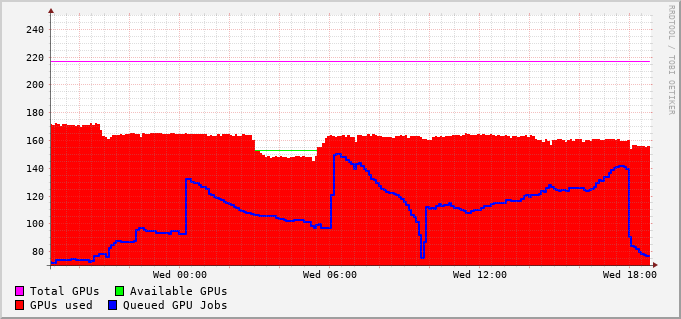 RRDTOOL / TOBI OETIKER
240
220
200
180
160
140
120
100
80
Wed 00:00 Wed 06:00 Wed 12:00 Wed 18:00
Total GPUs Available GPUs
GPUs used Queued GPU Jobs